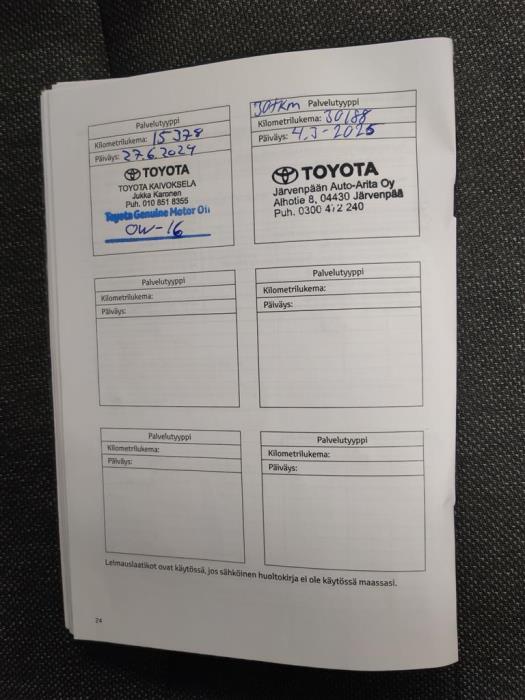 Palvelutyyppi
Kilometrilukema: 15378
Päiväys: 27.6.2024
TOYOTA
TOYOTA KAIVOKSELA
Jukka Karonen
Puh. 010 851 8355
Toyota Genuine Motor Oil
OW-16
30tkm Palvelutyyppi
Kilometrilukema: 30188
Päiväys: 4.3-2025
TOYOTA
Järvenpään Auto-Arita Oy
Alhotie 8, 04430 Järvenpää
Puh. 0300 472 240
Palvelutyyppi
Kilometrilukema:
Päiväys:
Palvelutyyppi
Kilometrilukema:
Päiväys:
Palvelutyyppi
Kilometrilukema:
Päiväys:
Palvelutyyppi
Kilometrilukema:
Päiväys:
Leimauslaatikot ovat käytössä, jos sähköinen huoltokirja ei ole käytössä maassasi.
24